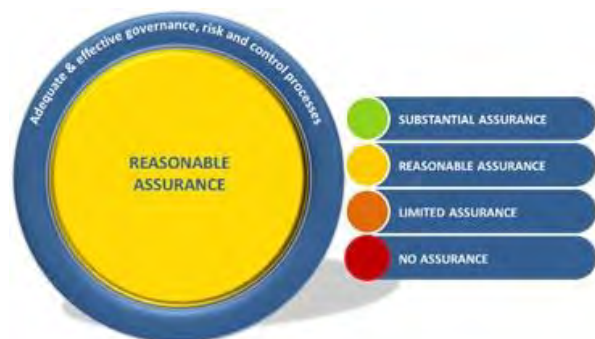 Adequate & effective governance, risk and control processes
REASONABLE
ASSURANCE
SUBSTANTIAL ASSURANCE
REASONABLE ASSURANCE
LIMITED ASSURANCE
NO ASSURANCE